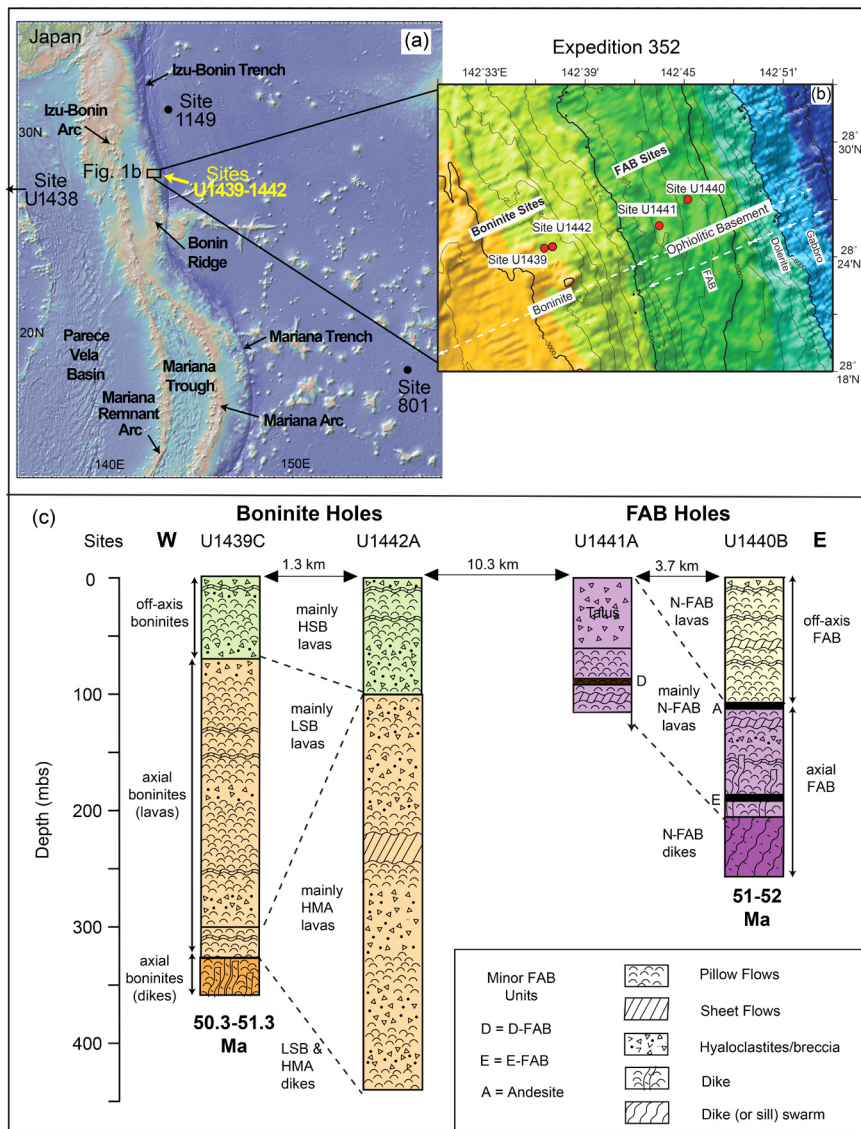 Japan
(a)
Izu-Bonin Trench
Izu-Bonin
Arc
Site
1149
30N
Fig. 1b
Sites
U1439-1442
Site
U1438
Bonin
Ridge
20N
Parece
Vela
Basin
Mariana Trench
Mariana
Trough
Site
801
Mariana
Remnant
Arc
Mariana Arc
140E
150E
Expedition 352
142°33'E
142°39'
142°45'
142°51'
(b)
28°
30'N
FAB Sites
Site U1440
Boninite Sites
Site U1441
Site U1442
Site U1439
Ophiolitic Basement
Gabbro
Dolerite
FAB
28°
24'N
Boninite
28°
18'N
(c)
Boninite Holes
FAB Holes
Sites
W
U1439C
U1442A
U1441A
U1440B
E
1.3 km
10.3 km
3.7 km
0
100
200
300
400
Depth (mbs)
off-axis
boninites
mainly
HSB
lavas
Talus
N-FAB
lavas
off-axis
FAB
D
mainly
LSB
lavas
mainly
N-FAB
lavas
A
axial
boninites
(lavas)
axial
FAB
E
N-FAB
dikes
mainly
HMA
lavas
51-52
Ma
axial
boninites
(dikes)
50.3-51.3
Ma
LSB &
HMA
dikes
Minor FAB
Units
D = D-FAB
E = E-FAB
A = Andesite
Pillow Flows
Sheet Flows
Hyaloclastites/breccia
Dike
Dike (or sill) swarm